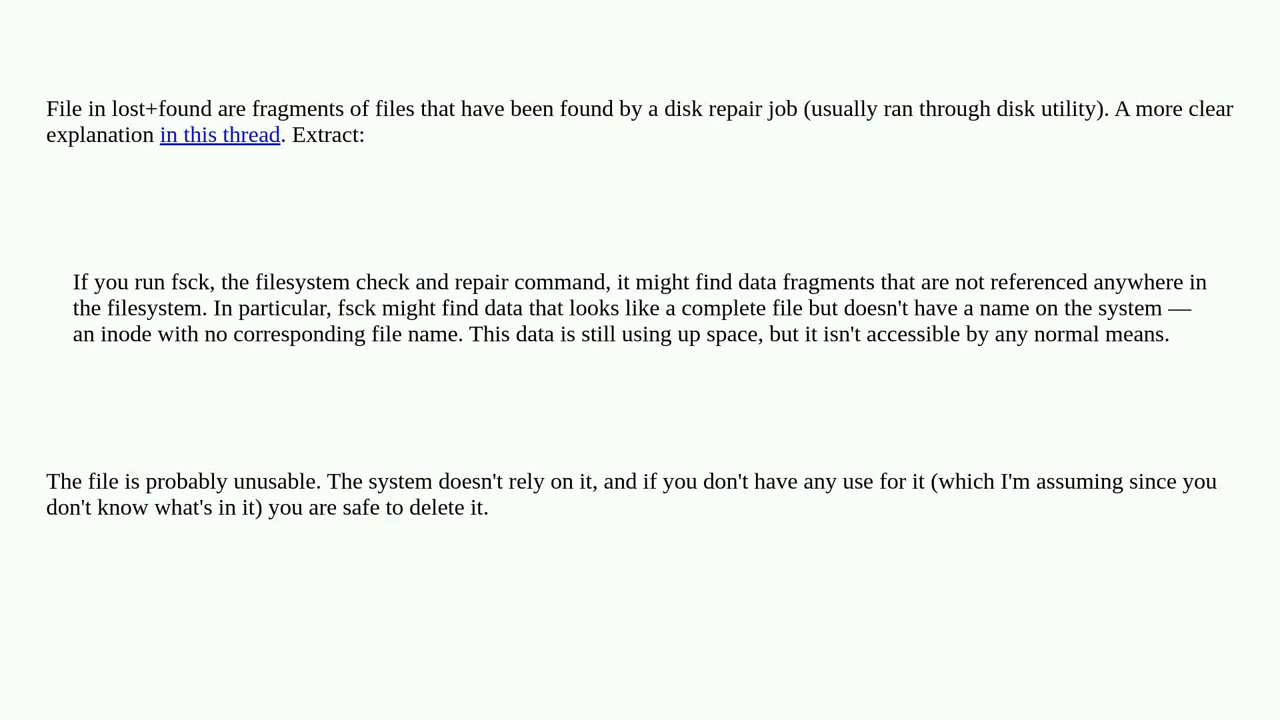 File in lost+found are fragments of files that have been found by a disk repair job (usually ran through disk utility). A more clear
explanation in this thread. Extract:
If you run fsck, the filesystem check and repair command, it might find data fragments that are not referenced anywhere in
the filesystem. In particular, fsck might find data that looks like a complete file but doesn't have a name on the system —
an inode with no corresponding file name. This data is still using up space, but it isn't accessible by any normal means.
The file is probably unusable. The system doesn't rely on it, and if you don't have any use for it (which I'm assuming since you
don't know what's in it) you are safe to delete it.